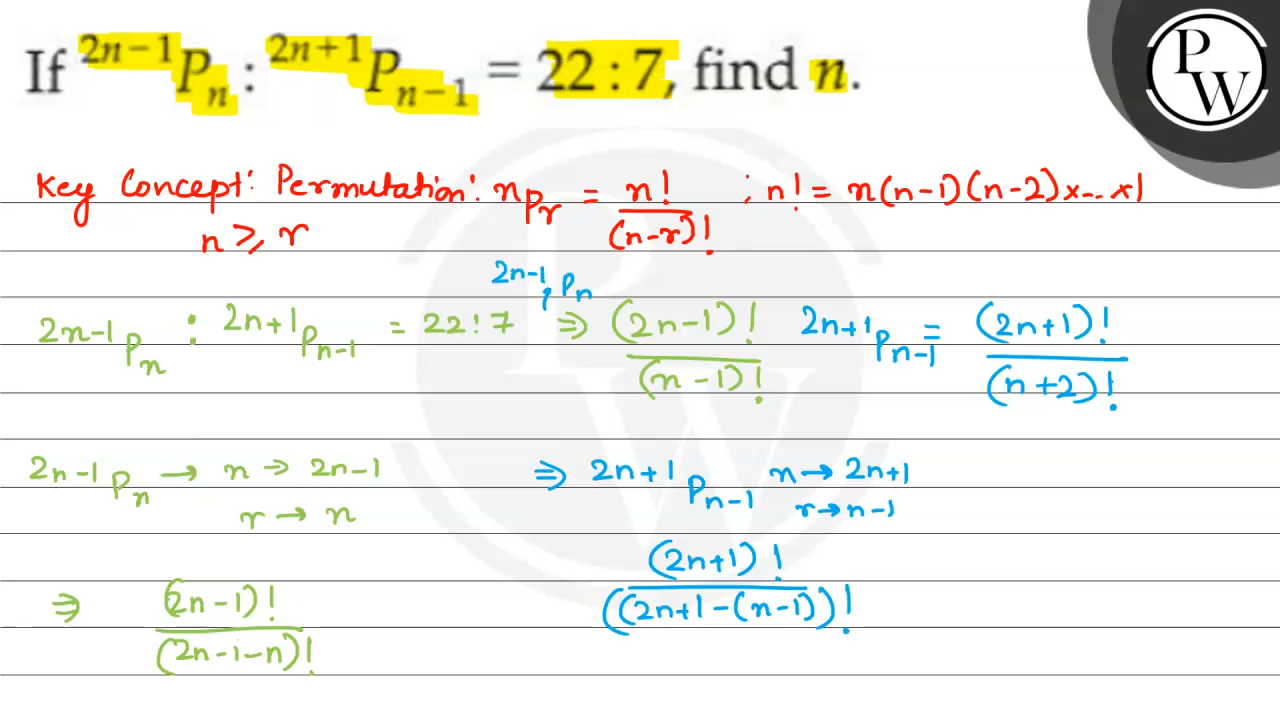 If ²ⁿ⁻¹Pₙ : ²ⁿ⁺¹Pₙ₋₁ = 22 : 7, find n.
P
W
Key Concept: Permutation: nPr = n!/(n-r)! ; n! = n(n-1)(n-2)x...x1
n ≥ r
2n-1Pn
2n-1Pn : 2n+1Pn-1 = 22:7 ⇒ (2n-1)!/(n-1)! 2n+1Pn-1 = (2n+1)!/(n+2)!
2n-1Pn → n → 2n-1 ⇒ 2n+1Pn-1 n → 2n+1
r → n r → n-1
⇒ (2n-1)!/(2n-1-n)! (2n+1)!/((2n+1-(n-1))!